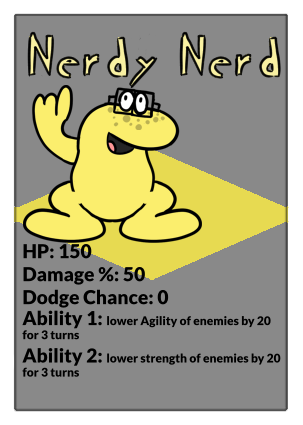 Nerdy Nerd
HP: 150
Damage %: 50
Dodge Chance: 0
Ability 1: lower Agility of enemies by 20
for 3 turns
Ability 2: lower strength of enemies by 20
for 3 turns